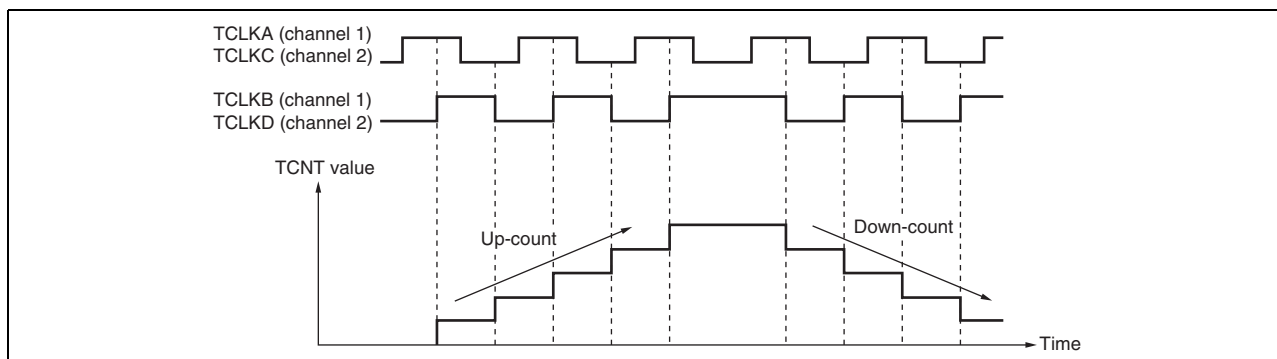 TCLKA (channel 1)
TCLKC (channel 2)
TCLKB (channel 1)
TCLKD (channel 2)
TCNT value
Up-count
Down-count
Time